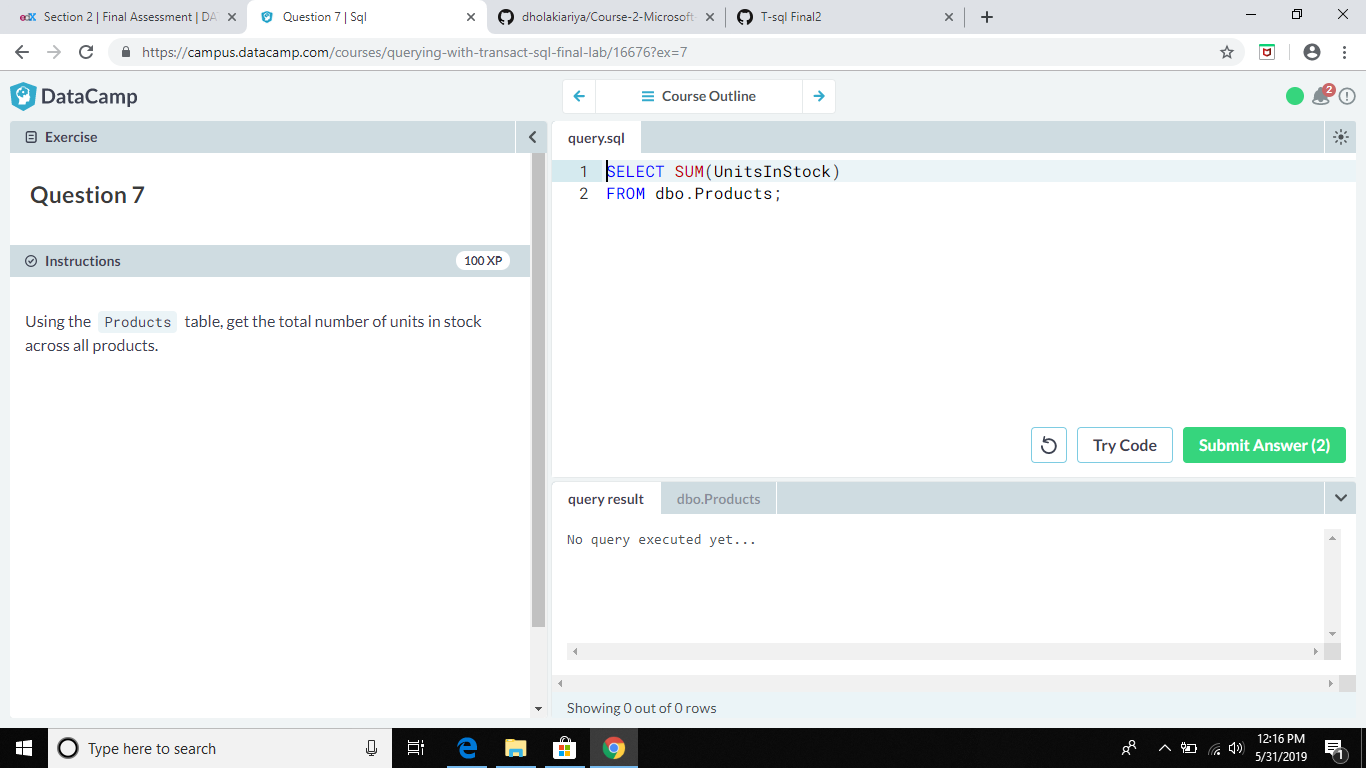 edX Section 2 | Final Assessment | DA
Question 7 | Sql
dholakiariya/Course-2-Microsoft-
T-sql Final2
https://campus.datacamp.com/courses/querying-with-transact-sql-final-lab/16676?ex=7
DataCamp
Course Outline
2
Exercise
query.sql
Question 7
1 SELECT SUM(UnitsInStock)
2 FROM dbo.Products;
Instructions
100 XP
Using the Products table, get the total number of units in stock
across all products.
Try Code
Submit Answer (2)
query result
dbo.Products
No query executed yet...
Showing 0 out of 0 rows
Type here to search
12:16 PM
5/31/2019
1